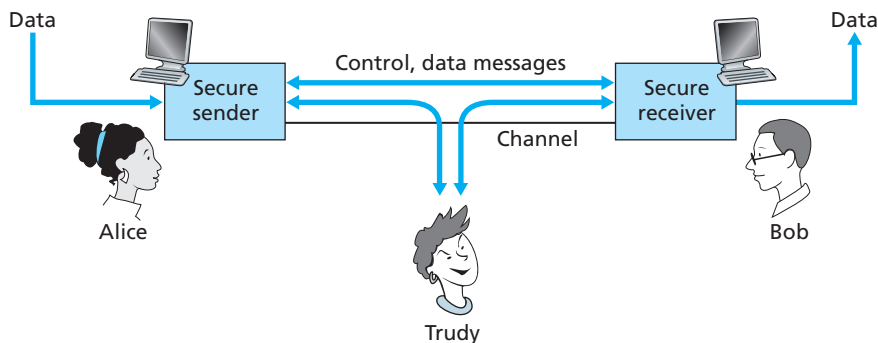 Data
Data
Control, data messages
Secure
sender
Secure
receiver
Channel
Alice
Bob
Trudy